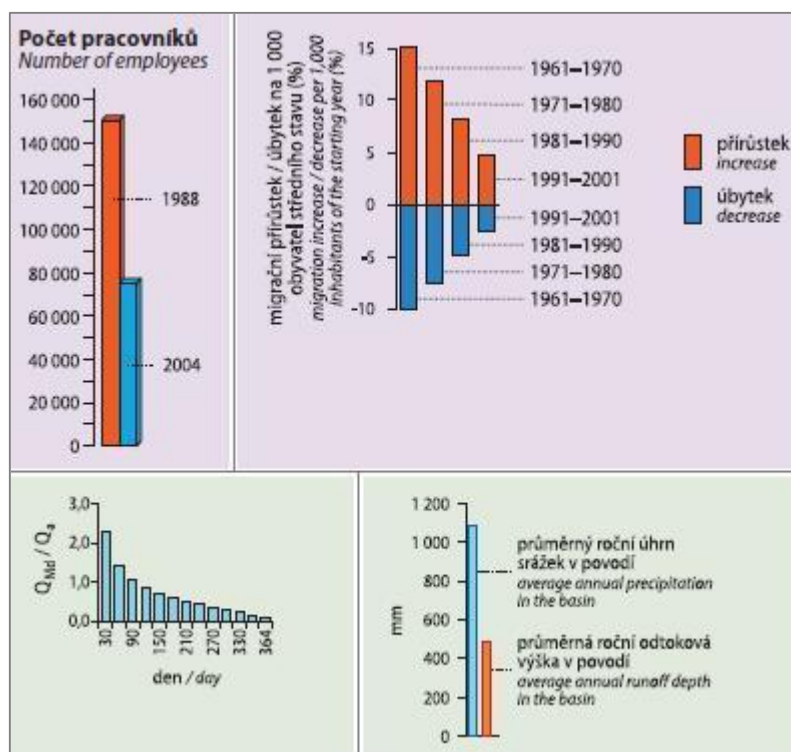 Počet pracovníků
Number of employees
160 000
140 000
120 000
100 000
80 000
60 000
40 000
20 000
0
1988
2004
migrační přírůstek / úbytek na 1 000
obyvatel středního stavu (%)
migration increase / decrease per 1,000
inhabitants of the starting year (%)
15
10
5
0
-5
-10
1961–1970
1971–1980
1981–1990
1991–2001
1991–2001
1981–1990
1971–1980
1961–1970
přírůstek
increase
úbytek
decrease
Q_Md / Q_a
3,0
2,0
1,0
0,0
30
90
150
210
270
330
364
den / day
mm
1 200
1 000
800
600
400
200
0
průměrný roční úhrn
srážek v povodí
average annual precipitation
in the basin
průměrná roční odtoková
výška v povodí
average annual runoff depth
in the basin